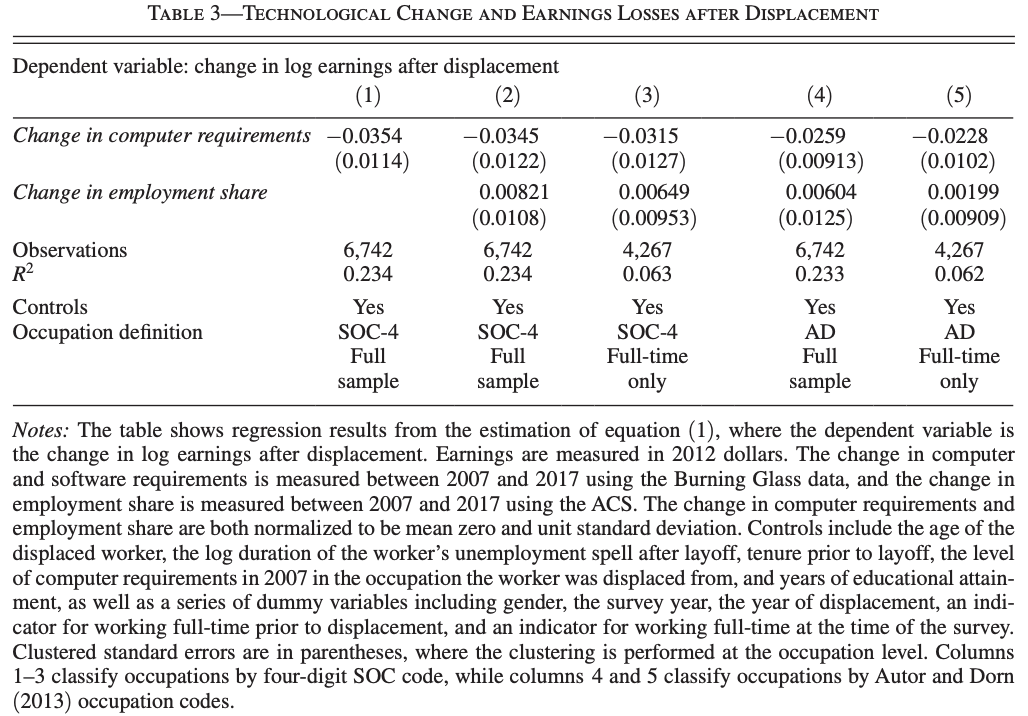 TABLE 3—TECHNOLOGICAL CHANGE AND EARNINGS LOSSES AFTER DISPLACEMENT
Dependent variable: change in log earnings after displacement
(1) (2) (3) (4) (5)
Change in computer requirements −0.0354 −0.0345 −0.0315 −0.0259 −0.0228
(0.0114) (0.0122) (0.0127) (0.00913) (0.0102)
Change in employment share 0.00821 0.00649 0.00604 0.00199
(0.0108) (0.00953) (0.0125) (0.00909)
Observations 6,742 6,742 4,267 6,742 4,267
R² 0.234 0.234 0.063 0.233 0.062
Controls Yes Yes Yes Yes Yes
Occupation definition SOC-4 SOC-4 SOC-4 AD AD
Full Full Full-time Full Full-time
sample sample only sample only
Notes: The table shows regression results from the estimation of equation (1), where the dependent variable is
the change in log earnings after displacement. Earnings are measured in 2012 dollars. The change in computer
and software requirements is measured between 2007 and 2017 using the Burning Glass data, and the change in
employment share is measured between 2007 and 2017 using the ACS. The change in computer requirements and
employment share are both normalized to be mean zero and unit standard deviation. Controls include the age of the
displaced worker, the log duration of the worker's unemployment spell after layoff, tenure prior to layoff, the level
of computer requirements in 2007 in the occupation the worker was displaced from, and years of educational attain-
ment, as well as a series of dummy variables including gender, the survey year, the year of displacement, an indi-
cator for working full-time prior to displacement, and an indicator for working full-time at the time of the survey.
Clustered standard errors are in parentheses, where the clustering is performed at the occupation level. Columns
1–3 classify occupations by four-digit SOC code, while columns 4 and 5 classify occupations by Autor and Dorn
(2013) occupation codes.